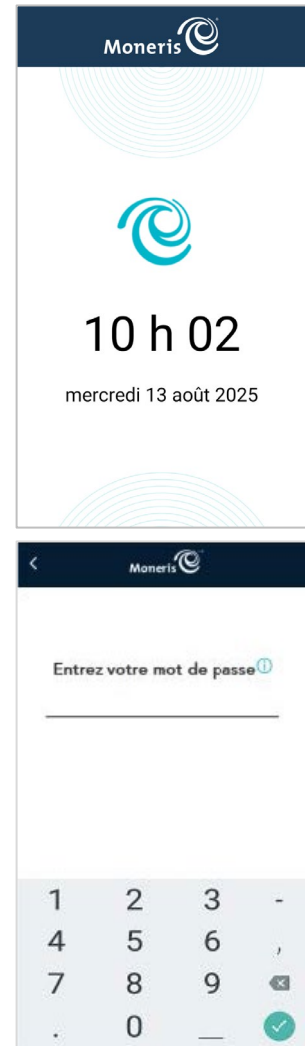 Moneris
10 h 02
mercredi 13 août 2025
Moneris
Entrez votre mot de passe
1 2 3 -
4 5 6 ,
7 8 9
. 0 _